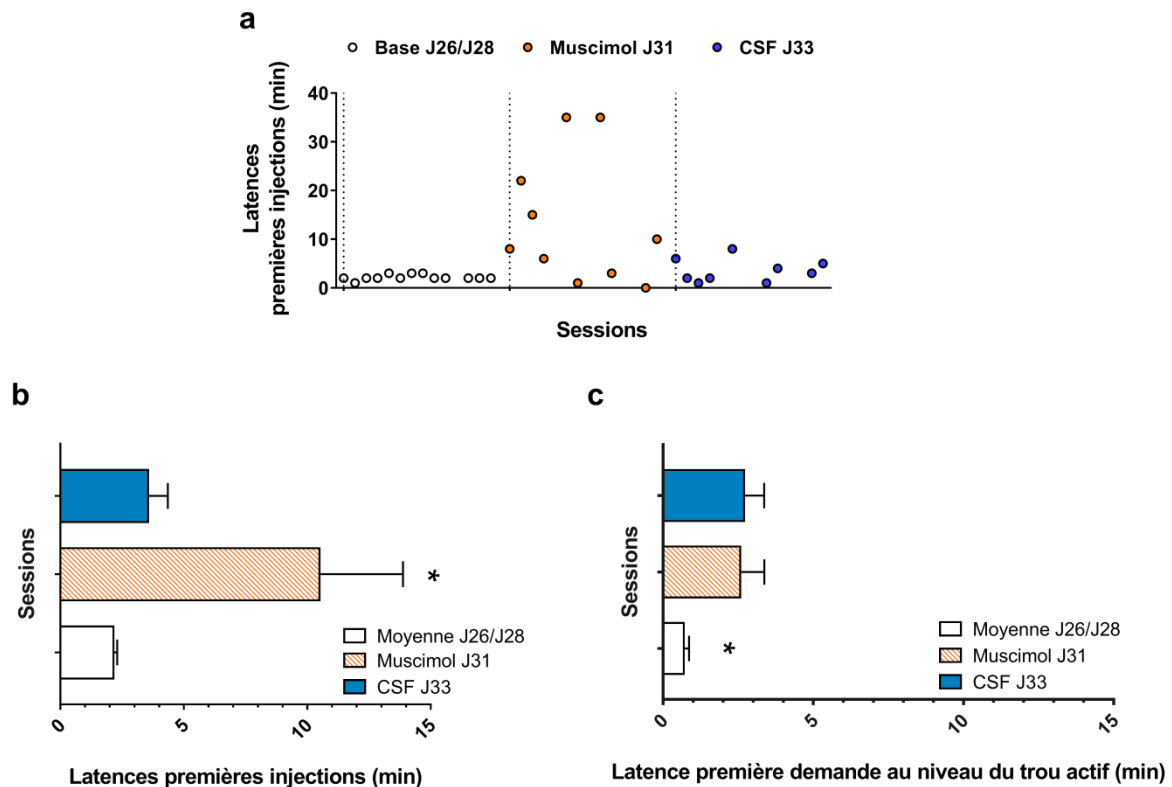 a
Base J26/J28 Muscimol J31 CSF J33
Latences
premières injections (min)
40
30
20
10
0
Sessions
b
Sessions
*
*
Moyenne J26/J28
Muscimol J31
CSF J33
0 5 10 15
Latences premières injections (min)
c
Sessions
Moyenne J26/J28
Muscimol J31
CSF J33
0 5 10 15
Latence première demande au niveau du trou actif (min)